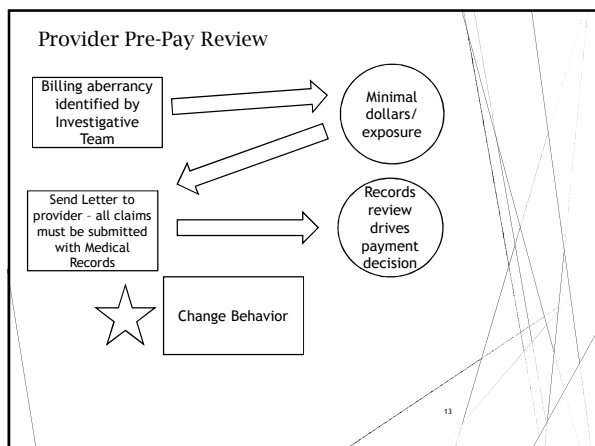 Provider Pre-Pay Review
Billing aberrancy
identified by
Investigative
Team
Minimal
dollars/
exposure
Send Letter to
provider – all claims
must be submitted
with Medical
Records
Records
review
drives
payment
decision
Change Behavior
13